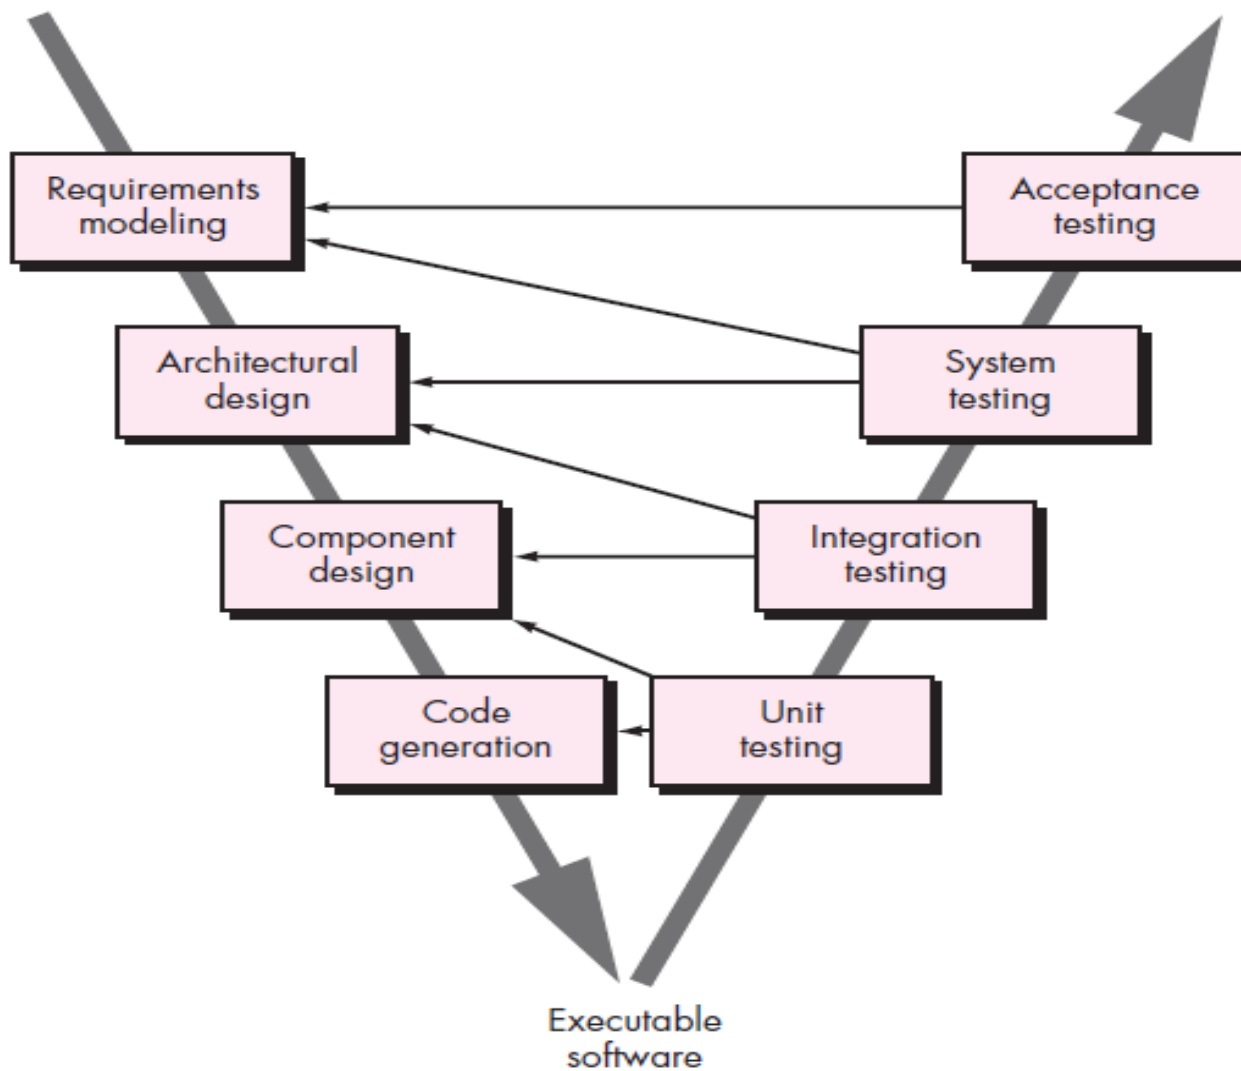 Requirements
modeling
Acceptance
testing
Architectural
design
System
testing
Component
design
Integration
testing
Code
generation
Unit
testing
Executable
software